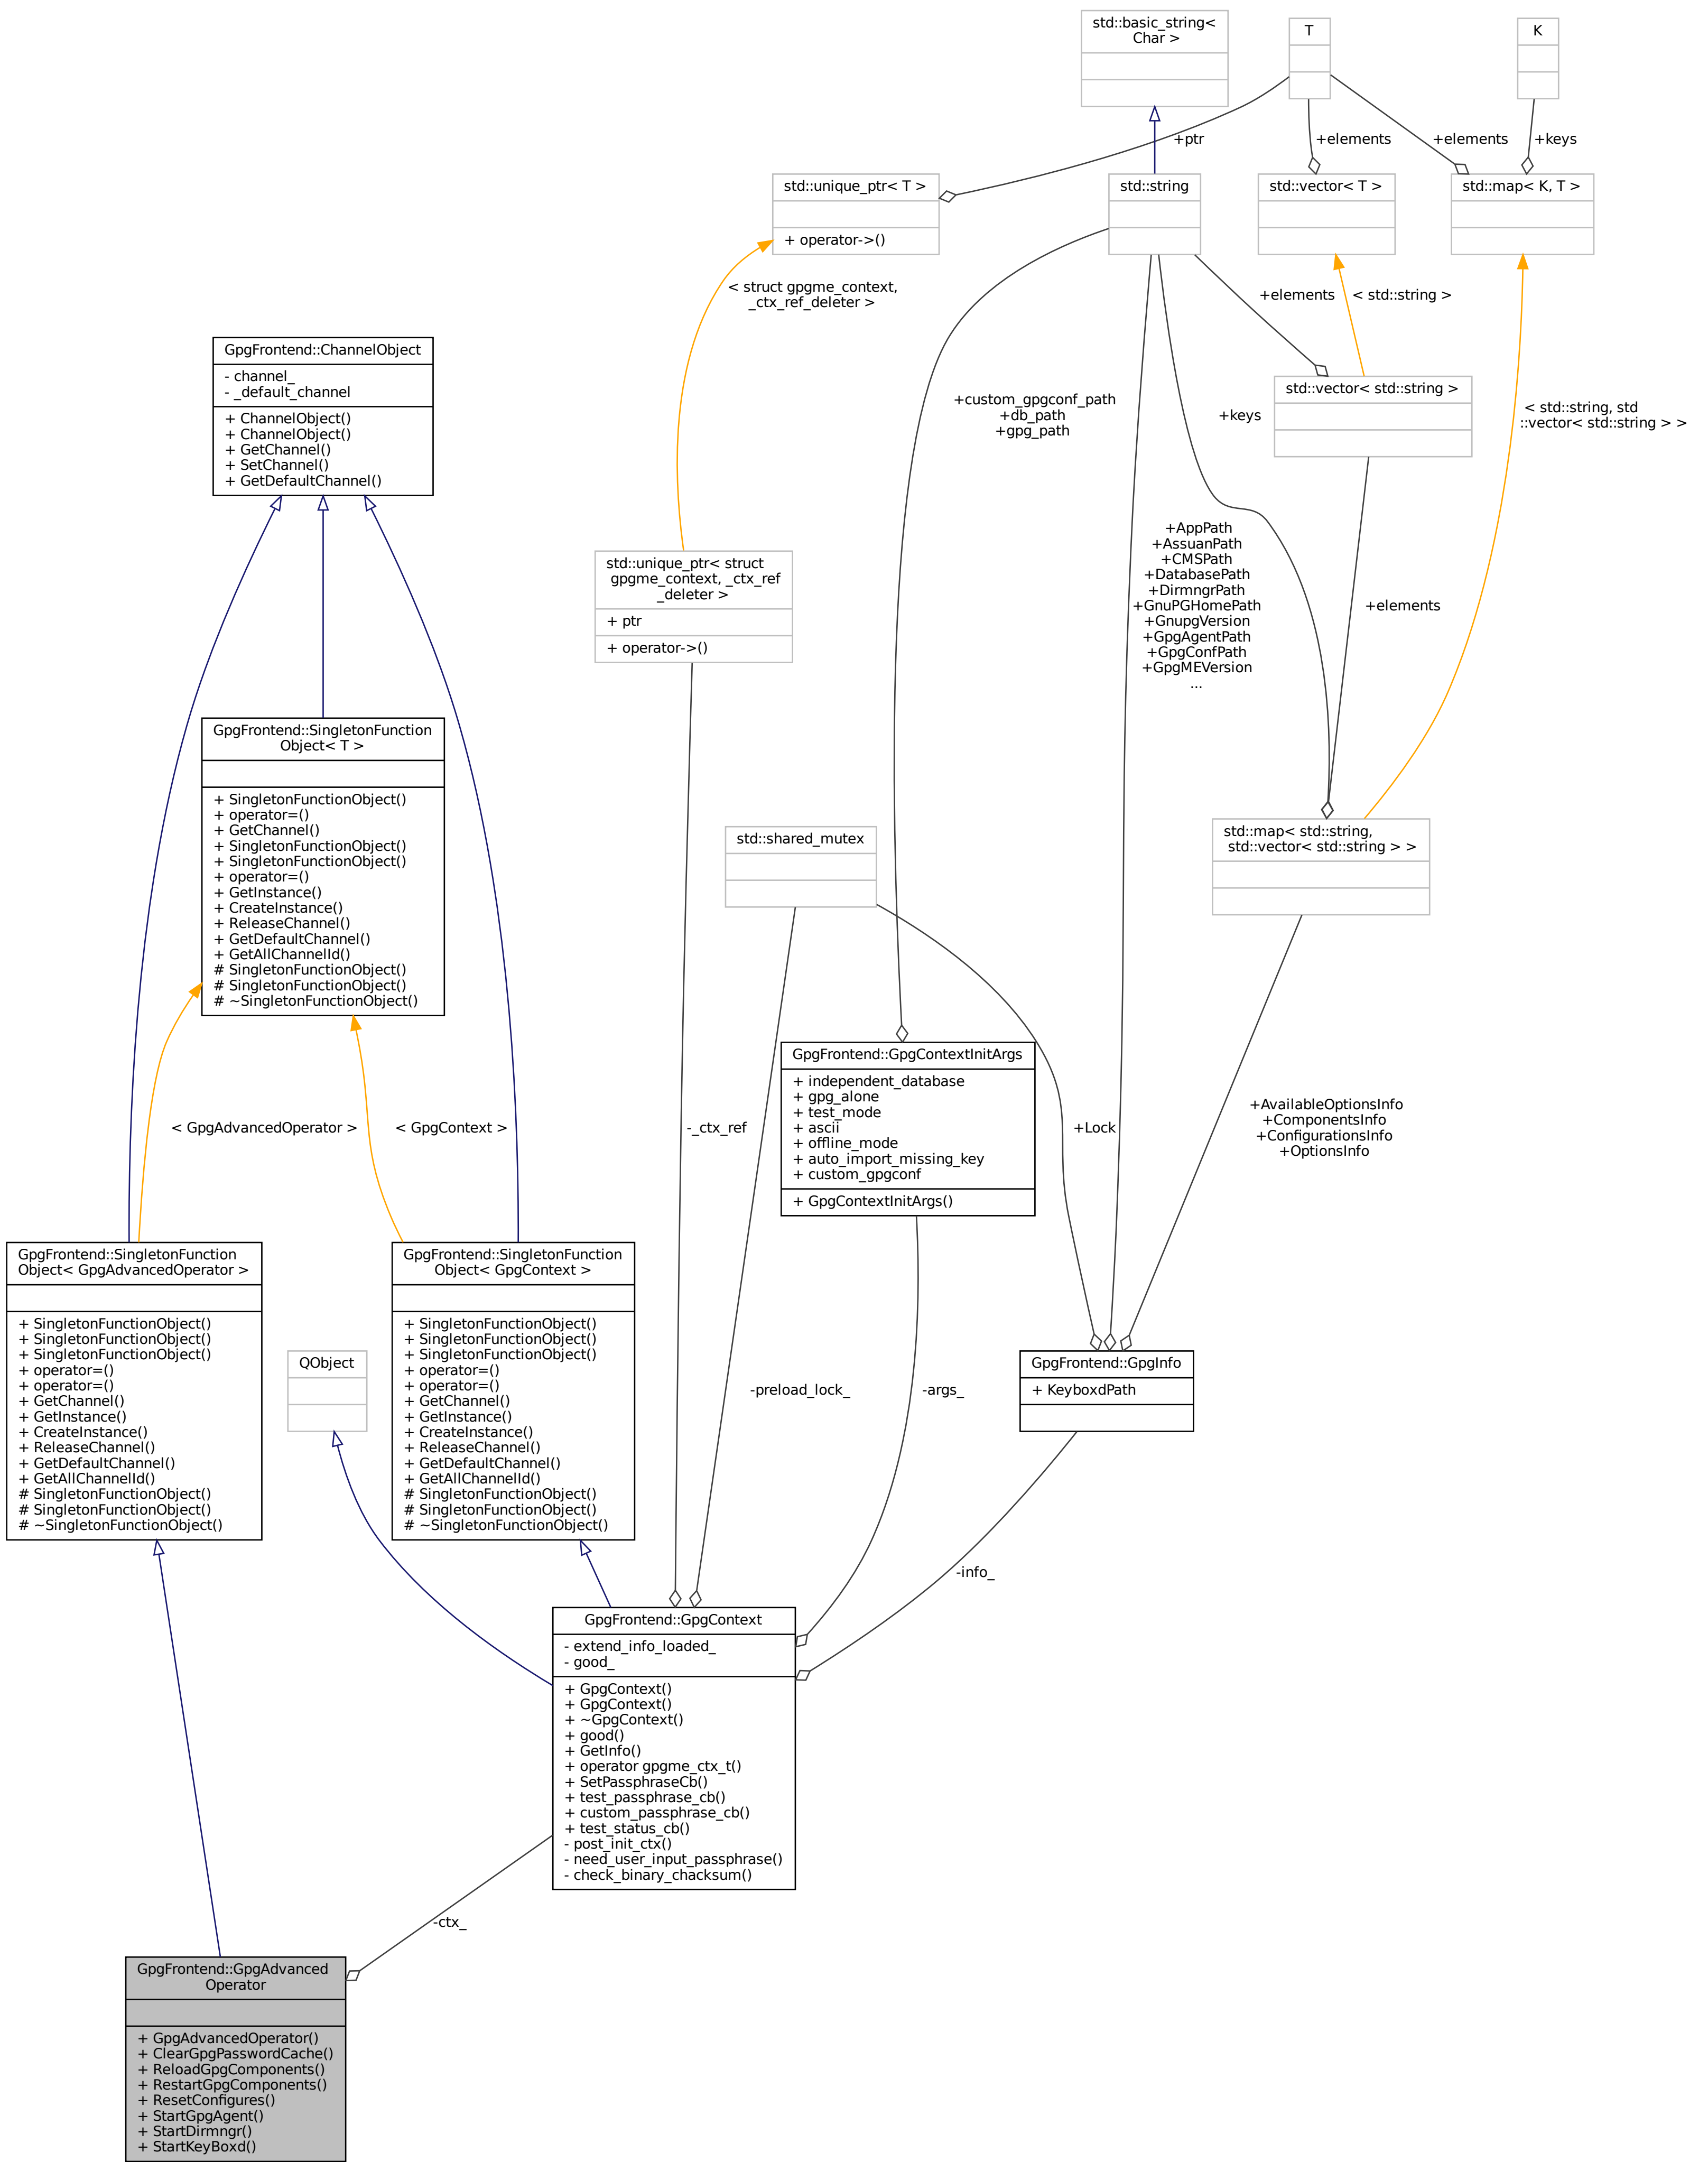 std::basic_string<
Char >
T
K
+ptr
+elements
+elements
+keys
std::unique_ptr< T >
+ operator->()
std::string
std::vector< T >
std::map< K, T >
< struct gpgme_context,
_ctx_ref_deleter >
+elements
< std::string >
GpgFrontend::ChannelObject
- channel_
- _default_channel
+ ChannelObject()
+ ChannelObject()
+ GetChannel()
+ SetChannel()
+ GetDefaultChannel()
+custom_gpgconf_path
+db_path
+gpg_path
+keys
std::vector< std::string >
< std::string, std
::vector< std::string > >
std::unique_ptr< struct
gpgme_context, _ctx_ref
_deleter >
+ ptr
+ operator->()
+AppPath
+AssuanPath
+CMSPath
+DatabasePath
+DirmngrPath
+GnuPGHomePath
+GnupgVersion
+GpgAgentPath
+GpgConfPath
+GpgMEVersion
...
+elements
GpgFrontend::SingletonFunction
Object< T >
+ SingletonFunctionObject()
+ operator=()
+ GetChannel()
+ SingletonFunctionObject()
+ SingletonFunctionObject()
+ operator=()
+ GetInstance()
+ CreateInstance()
+ ReleaseChannel()
+ GetDefaultChannel()
+ GetAllChannelId()
# SingletonFunctionObject()
# SingletonFunctionObject()
# ~SingletonFunctionObject()
std::shared_mutex
std::map< std::string,
std::vector< std::string > >
< GpgAdvancedOperator >
< GpgContext >
-_ctx_ref
GpgFrontend::GpgContextInitArgs
+ independent_database
+ gpg_alone
+ test_mode
+ ascii
+ offline_mode
+ auto_import_missing_key
+ custom_gpgconf
+ GpgContextInitArgs()
+Lock
+AvailableOptionsInfo
+ComponentsInfo
+ConfigurationsInfo
+OptionsInfo
GpgFrontend::SingletonFunction
Object< GpgAdvancedOperator >
+ SingletonFunctionObject()
+ SingletonFunctionObject()
+ SingletonFunctionObject()
+ operator=()
+ operator=()
+ GetChannel()
+ GetInstance()
+ CreateInstance()
+ ReleaseChannel()
+ GetDefaultChannel()
+ GetAllChannelId()
# SingletonFunctionObject()
# SingletonFunctionObject()
# ~SingletonFunctionObject()
QObject
GpgFrontend::SingletonFunction
Object< GpgContext >
+ SingletonFunctionObject()
+ SingletonFunctionObject()
+ SingletonFunctionObject()
+ operator=()
+ operator=()
+ GetChannel()
+ GetInstance()
+ CreateInstance()
+ ReleaseChannel()
+ GetDefaultChannel()
+ GetAllChannelId()
# SingletonFunctionObject()
# SingletonFunctionObject()
# ~SingletonFunctionObject()
-preload_lock_
-args_
GpgFrontend::GpgInfo
+ KeyboxdPath
-info_
GpgFrontend::GpgContext
- extend_info_loaded_
- good_
+ GpgContext()
+ GpgContext()
+ ~GpgContext()
+ good()
+ GetInfo()
+ operator gpgme_ctx_t()
+ SetPassphraseCb()
+ test_passphrase_cb()
+ custom_passphrase_cb()
+ test_status_cb()
- post_init_ctx()
- need_user_input_passphrase()
- check_binary_chacksum()
-ctx_
GpgFrontend::GpgAdvanced
Operator
+ GpgAdvancedOperator()
+ ClearGpgPasswordCache()
+ ReloadGpgComponents()
+ RestartGpgComponents()
+ ResetConfigures()
+ StartGpgAgent()
+ StartDirmngr()
+ StartKeyBoxd()